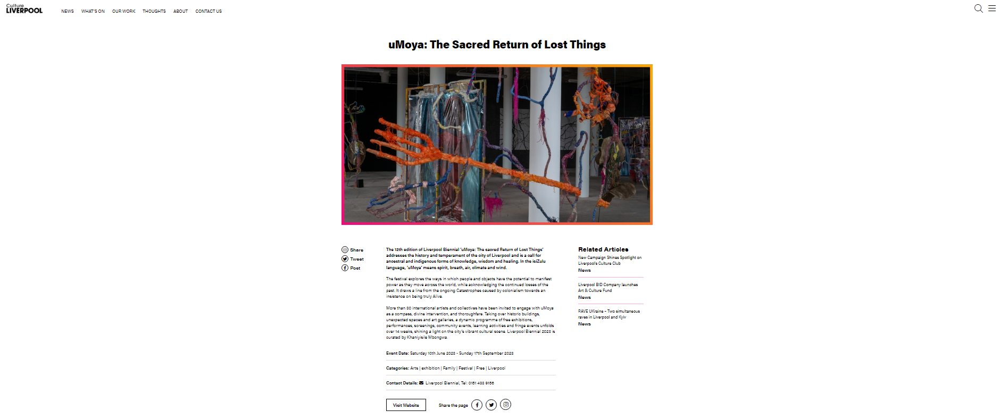 Culture
LIVERPOOL
NEWS WHAT'S ON OUR WORK THOUGHTS ABOUT CONTACT US
uMoya: The Sacred Return of Lost Things
Share
Tweet
Post
The 12th edition of Liverpool Biennial 'uMoya: The sacred Return of Lost Things'
addresses the history and temperament of the city of Liverpool and is a call for
ancestral and indigenous forms of knowledge, wisdom and healing. In the isiZulu
language, 'uMoya' means spirit, breath, air, climate and wind.
The festival explores the ways in which people and objects have the potential to manifest
power as they move across the world, while acknowledging the continued losses of the
past. It draws a line from the ongoing Catastrophes caused by colonialism towards an
insistence on being truly Alive.
More than 30 international artists and collectives have been invited to engage with uMoya
as a compass, divine intervention, and thoroughfare. Taking over historic buildings,
unexpected spaces and art galleries, a dynamic programme of free exhibitions,
performances, screenings, community events, learning activities and fringe events unfolds
over 14 weeks, shining a light on the city's vibrant cultural scene. Liverpool Biennial 2023 is
curated by Khanyisile Mbongwa.
Event Date: Saturday 10th June 2023 - Sunday 17th September 2023
Categories: Arts | exhibition | Family | Festival | Free | Liverpool
Contact Details: Liverpool Biennial, Tel: 0151 433 9166
Visit Website
Share the page
Related Articles
New Campaign Shines Spotlight on
Liverpool's Culture Club
News
Liverpool BID Company launches
Art & Culture Fund
News
RAVE UKraine – Two simultaneous
raves in Liverpool and Kyiv
News